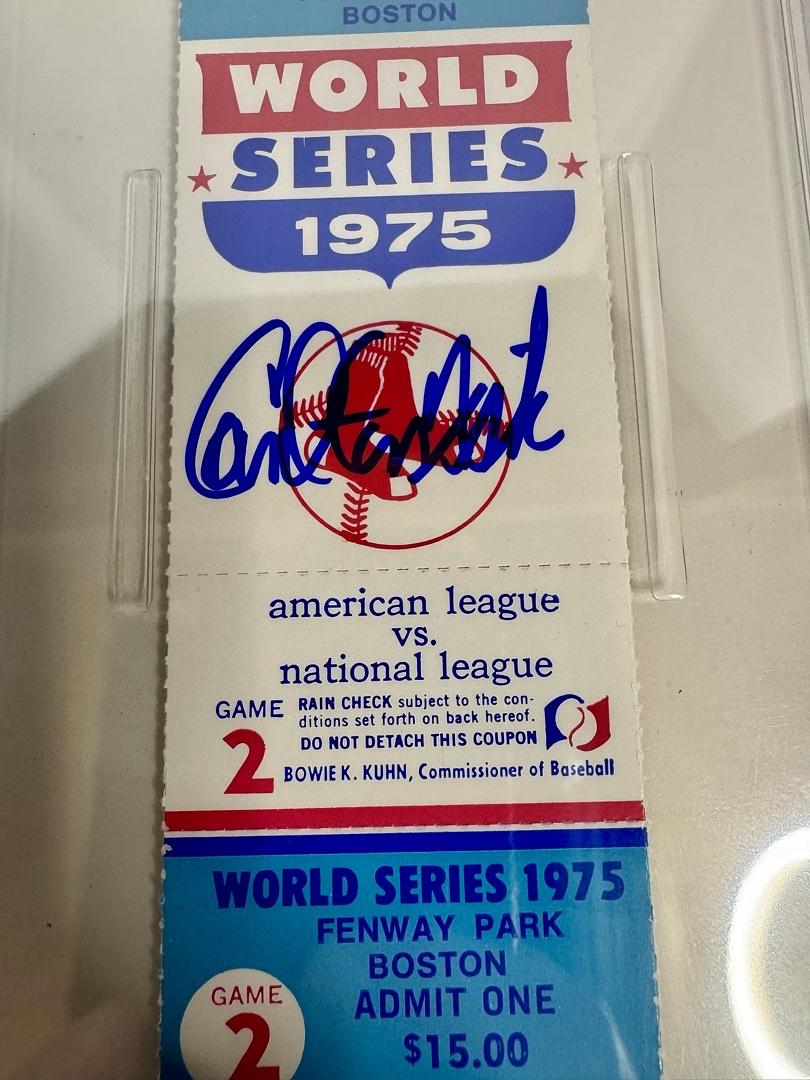 BOSTON
WORLD
SERIES
1975
Carl Yastrzemski
american league
vs.
national league
GAME
2
RAIN CHECK subject to the con-
ditions set forth on back hereof.
DO NOT DETACH THIS COUPON
BOWIE K. KUHN, Commissioner of Baseball
WORLD SERIES 1975
FENWAY PARK
BOSTON
ADMIT ONE
$15.00
GAME
2